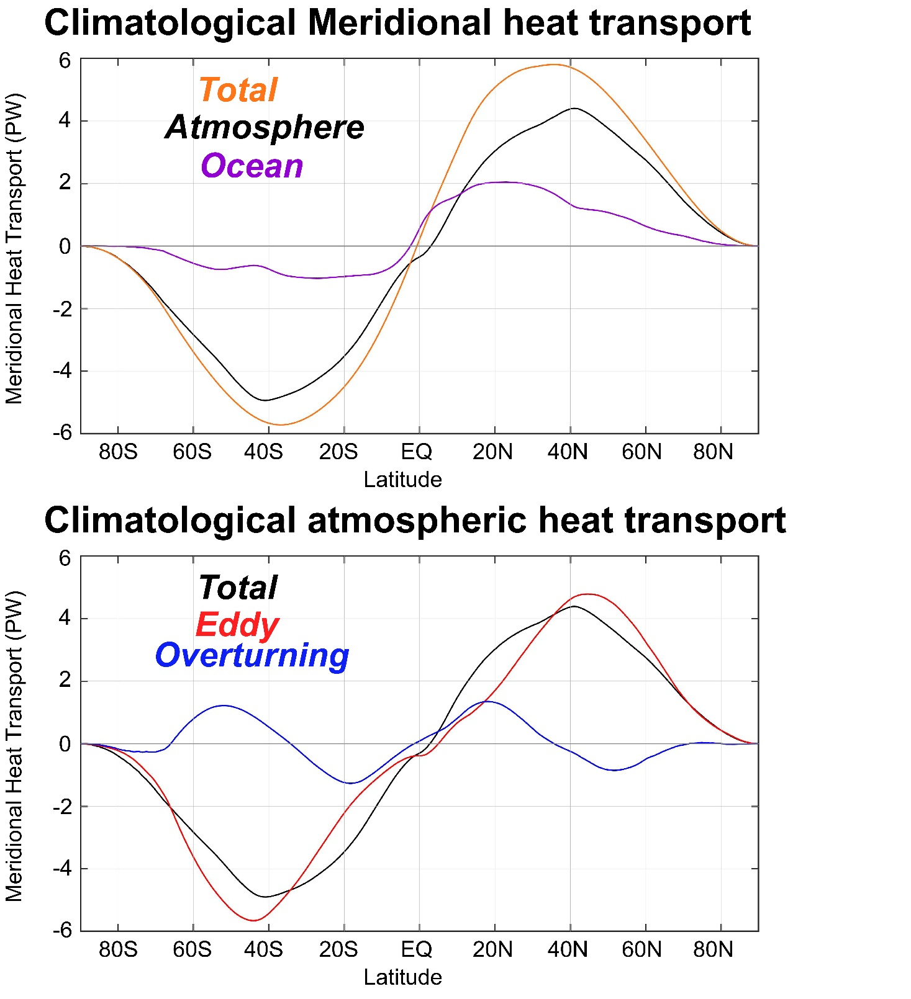 Climatological Meridional heat transport
6
4
2
0
-2
-4
-6
Meridional Heat Transport (PW)
Total
Atmosphere
Ocean
80S 60S 40S 20S EQ 20N 40N 60N 80N
Latitude
Climatological atmospheric heat transport
6
4
2
0
-2
-4
-6
Meridional Heat Transport (PW)
Total
Eddy
Overturning
80S 60S 40S 20S EQ 20N 40N 60N 80N
Latitude